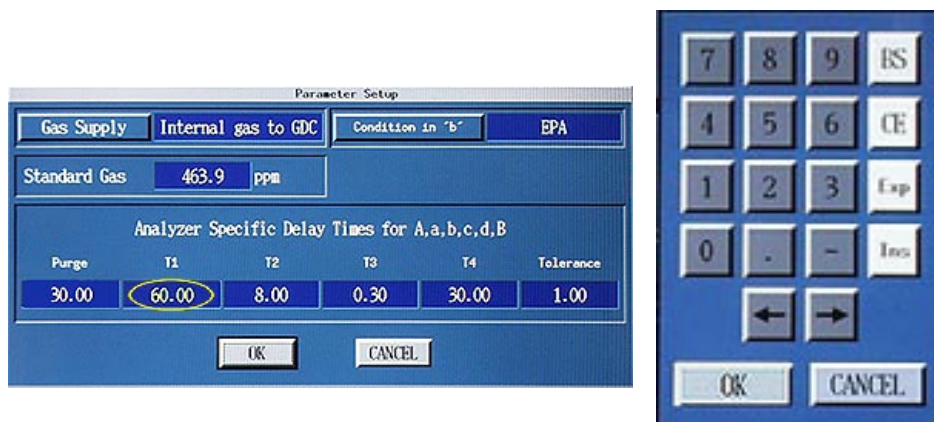 Parameter Setup
Gas Supply Internal gas to GDC Condition in "b" EPA
Standard Gas 463.9 ppm
Analyzer Specific Delay Times for A,a,b,c,d,B
Purge T1 T2 T3 T4 Tolerance
30.00 60.00 8.00 0.30 30.00 1.00
OK CANCEL
7 8 9 BS
4 5 6 CE
1 2 3 Exp
0 . - Ins
OK CANCEL